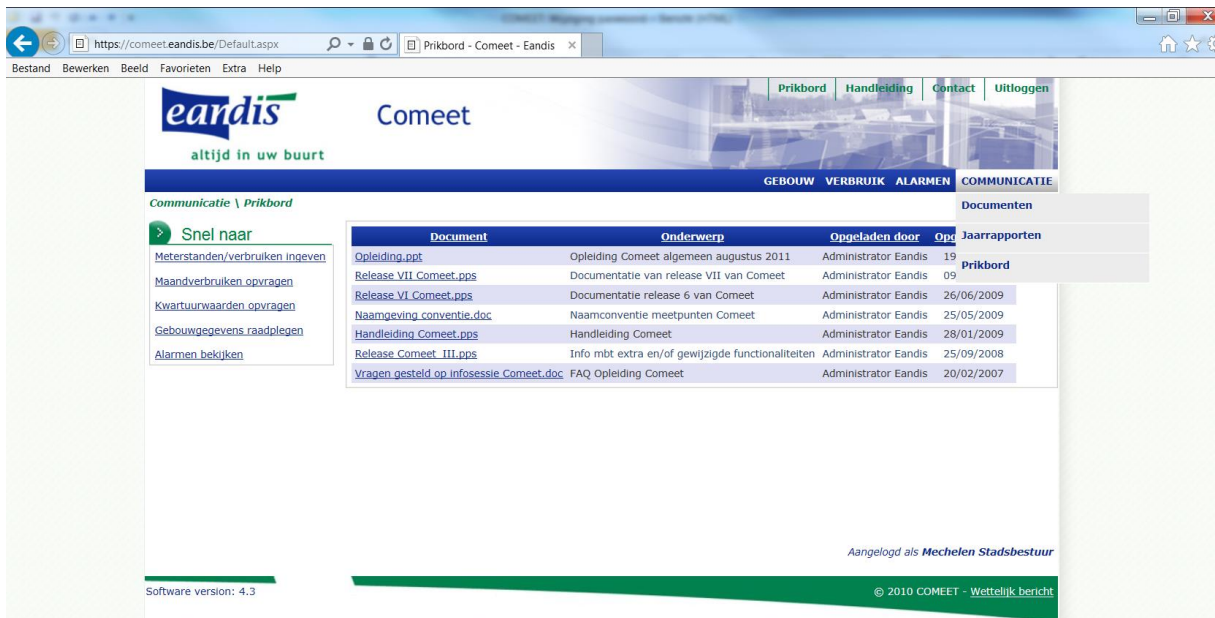 COMEET: Wijziging paswoord - Bericht (HTML)
https://comeet.eandis.be/Default.aspx
Prikbord - Comeet - Eandis
Bestand Bewerken Beeld Favorieten Extra Help
Prikbord Handleiding Contact Uitloggen
eandis
Comeet
altijd in uw buurt
GEBOUW VERBRUIK ALARMEN COMMUNICATIE
Communicatie \ Prikbord
Documenten
Jaarrapporten
Prikbord
Snel naar
Meterstanden/verbruiken ingeven
Maandverbruiken opvragen
Kwartuurwaarden opvragen
Gebouwgegevens raadplegen
Alarmen bekijken
Document Onderwerp Opgeladen door
Opleiding.ppt Opleiding Comeet algemeen augustus 2011 Administrator Eandis 19
Release VII Comeet.pps Documentatie van release VII van Comeet Administrator Eandis 09
Release VI Comeet.pps Documentatie release 6 van Comeet Administrator Eandis 26/06/2009
Naamgeving conventie.doc Naamconventie meetpunten Comeet Administrator Eandis 25/05/2009
Handleiding Comeet.pps Handleiding Comeet Administrator Eandis 28/01/2009
Release Comeet III.pps Info mbt extra en/of gewijzigde functionaliteiten Administrator Eandis 25/09/2008
Vragen gesteld op infosessie Comeet.doc FAQ Opleiding Comeet Administrator Eandis 20/02/2007
Aangelogd als Mechelen Stadsbestuur
Software version: 4.3
© 2010 COMEET - Wettelijk bericht